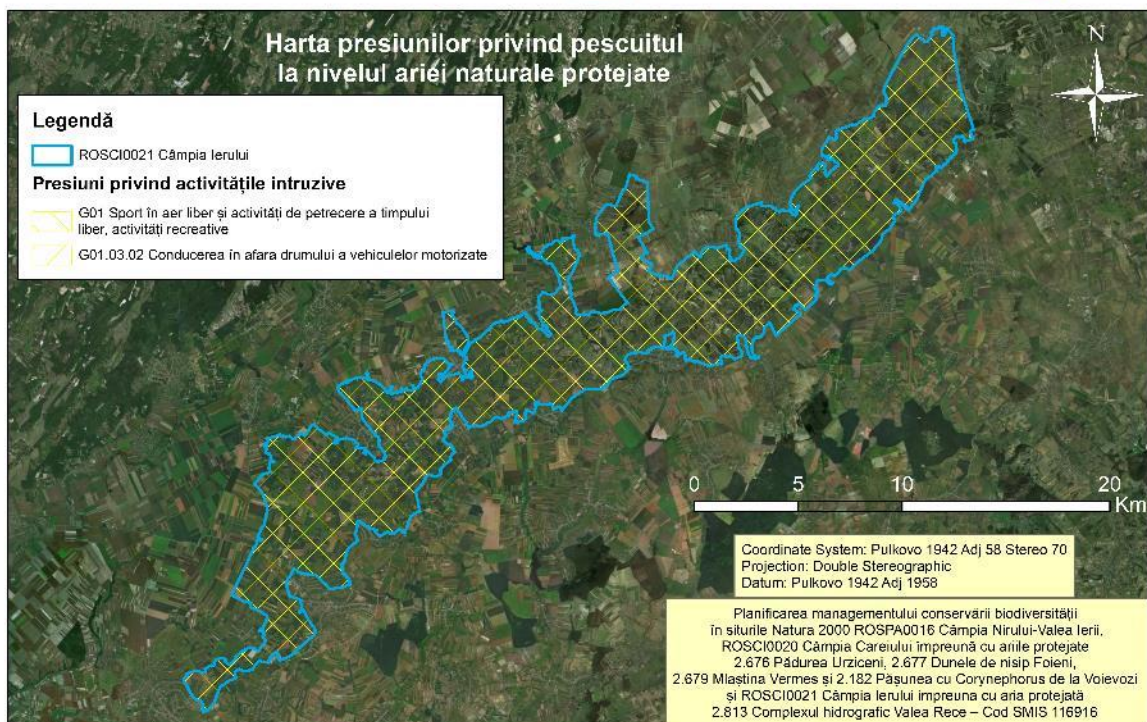 Harta presiunilor privind pescuitul
la nivelul ariei naturale protejate
N
Legendă
ROSCI0021 Câmpia Ierului
Presiuni privind activitățile intruzive
G01 Sport în aer liber și activități de petrecere a timpului
liber, activități recreative
G01.03.02 Conducerea în afara drumului a vehiculelor motorizate
0 5 10 20
Km
Coordinate System: Pulkovo 1942 Adj 58 Stereo 70
Projection: Double Stereographic
Datum: Pulkovo 1942 Adj 1958
Planificarea managementului conservării biodiversității
în siturile Natura 2000 ROSPA0016 Câmpia Nirului-Valea Ierii,
ROSCI0020 Câmpia Careiului împreună cu ariile protejate
2.676 Pădurea Urziceni, 2.677 Dunele de nisip Foieni,
2.679 Mlaștina Vermes și 2.182 Pășunea cu Corynephorus de la Voievozi
și ROSCI0021 Câmpia Ierului împreuna cu aria protejată
2.813 Complexul hidrografic Valea Rece – Cod SMIS 116916